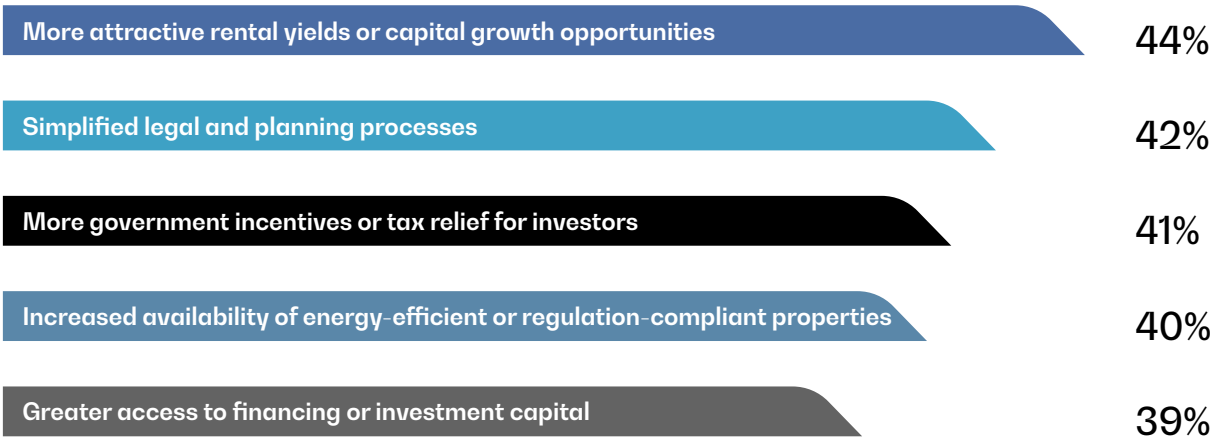 More attractive rental yields or capital growth opportunities 44%
Simplified legal and planning processes 42%
More government incentives or tax relief for investors 41%
Increased availability of energy-efficient or regulation-compliant properties 40%
Greater access to financing or investment capital 39%